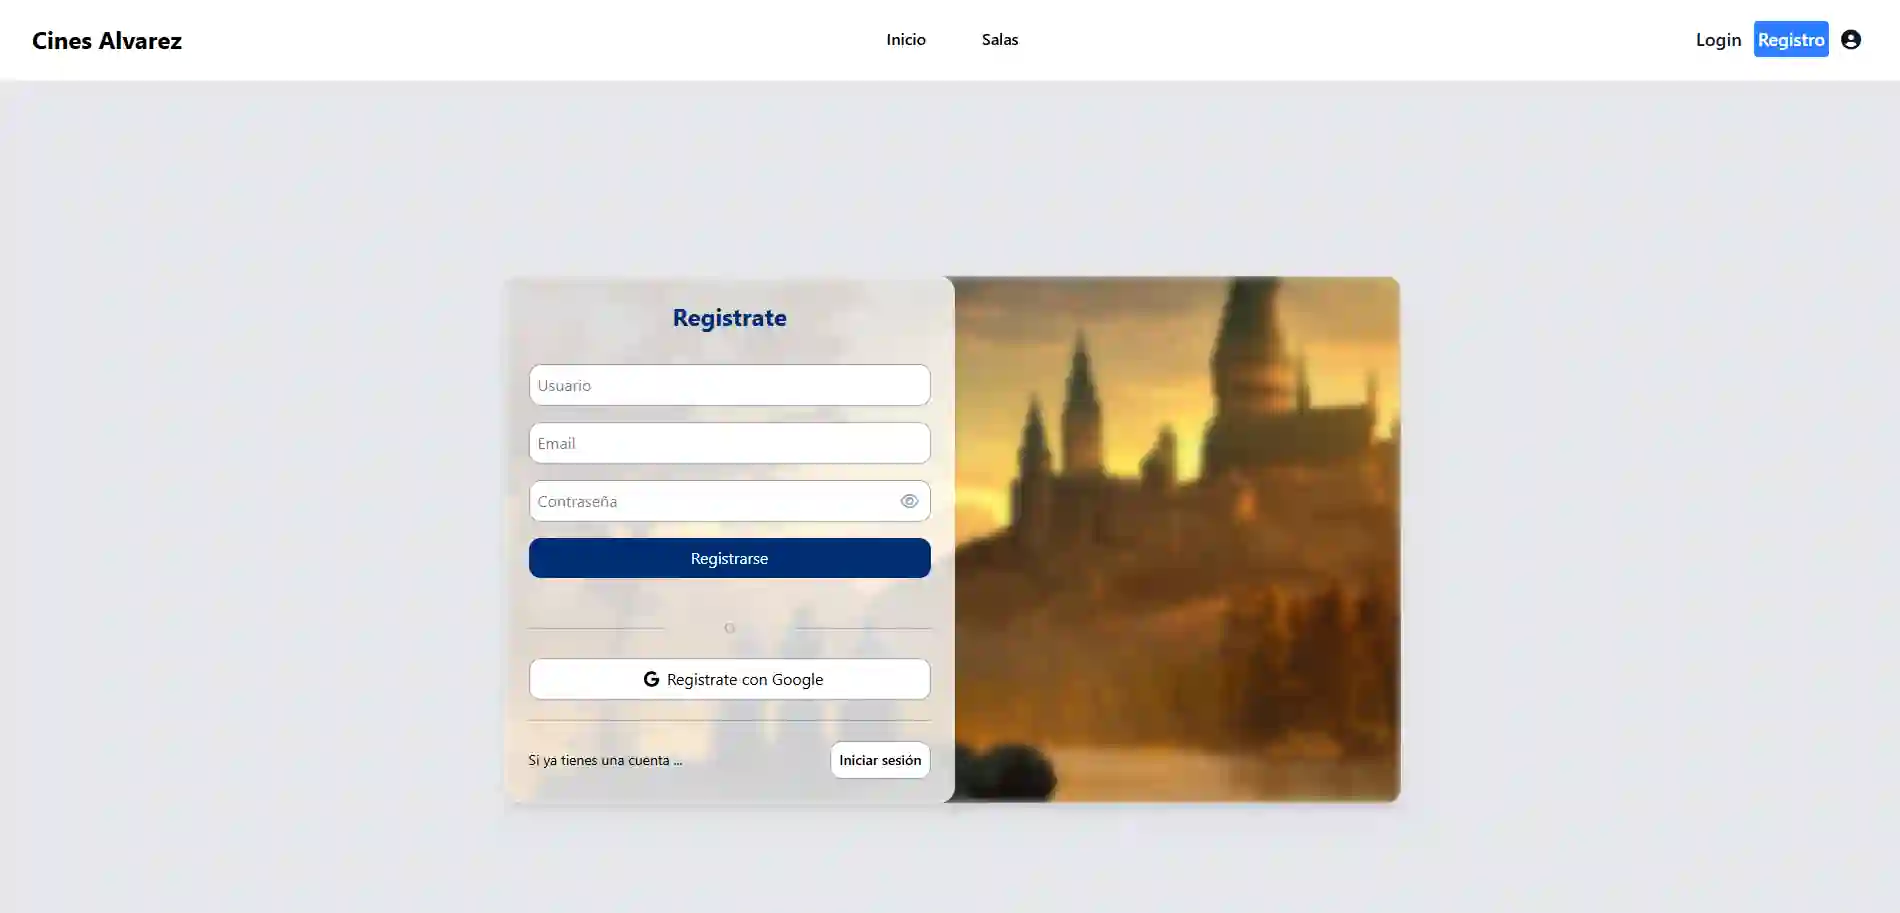 Cines Alvarez
Inicio
Salas
Login
Registro
Registrate
Usuario
Email
Contraseña
Registrarse
O
Registrate con Google
Si ya tienes una cuenta ...
Iniciar sesión